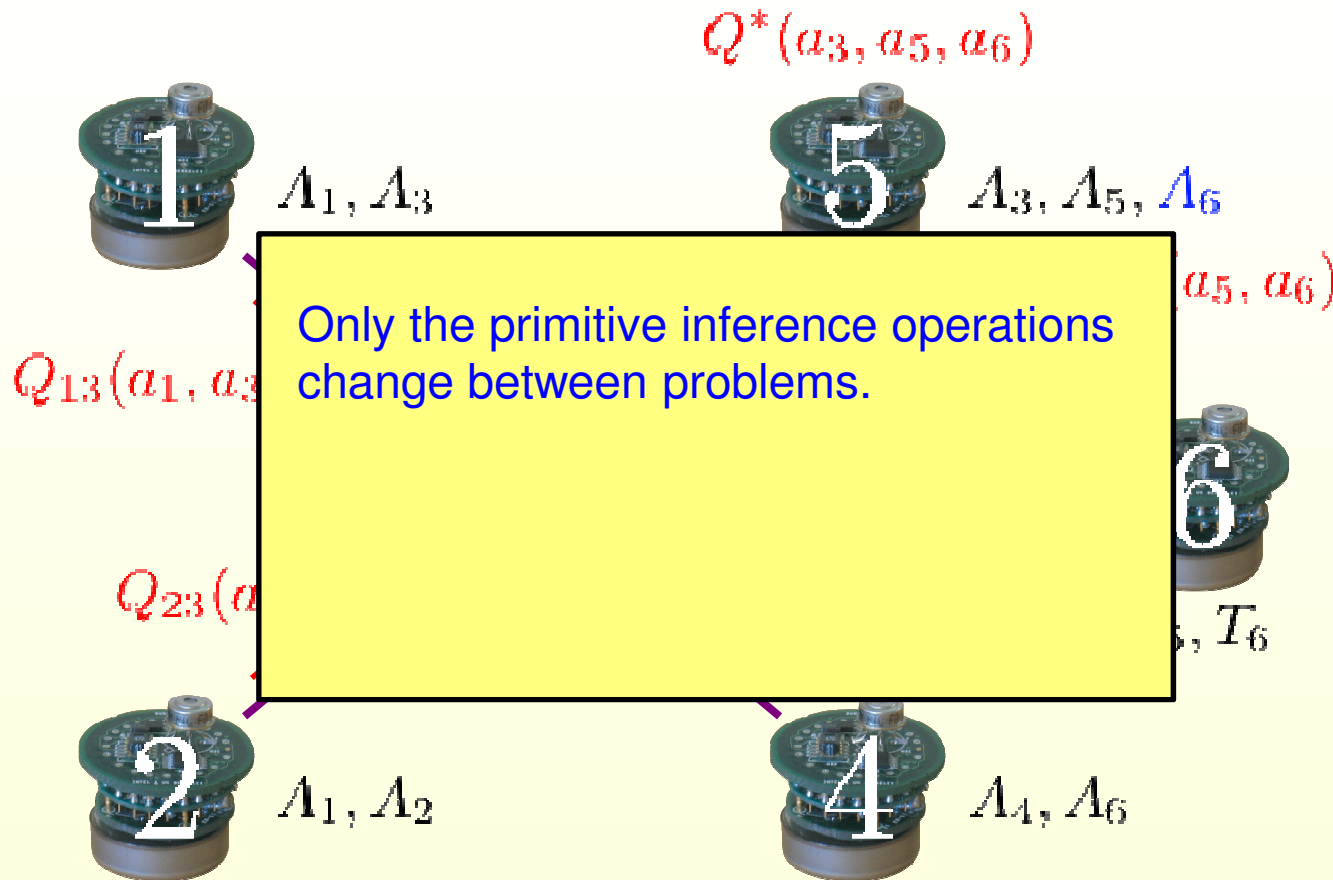 Q*(a₃, a₅, a₆)
1
A₁, A₃
5
A₃, A₅, A₆
a₅, a₆)
Only the primitive inference operations
change between problems.
Q₁₃(a₁, a₃
6
Q₂₃(a
, T₆
2
A₁, A₂
4
A₄, A₆